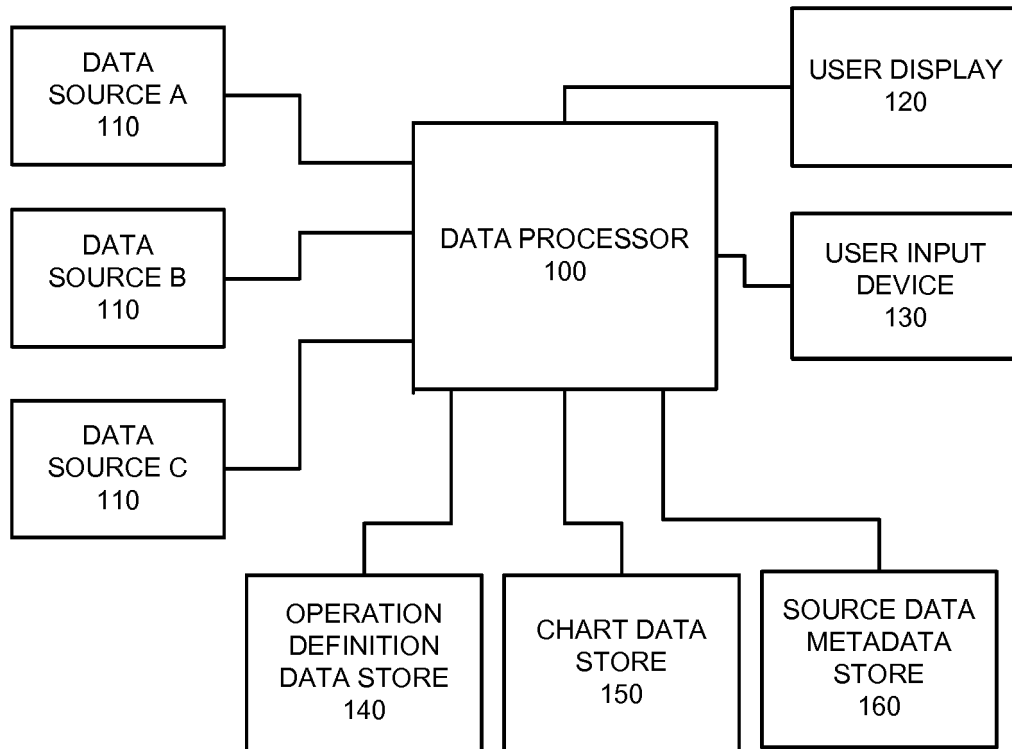 DATA
SOURCE A
110
USER DISPLAY
120
DATA PROCESSOR
100
DATA
SOURCE B
110
USER INPUT
DEVICE
130
DATA
SOURCE C
110
OPERATION
DEFINITION
DATA STORE
140
CHART DATA
STORE
150
SOURCE DATA
METADATA
STORE
160